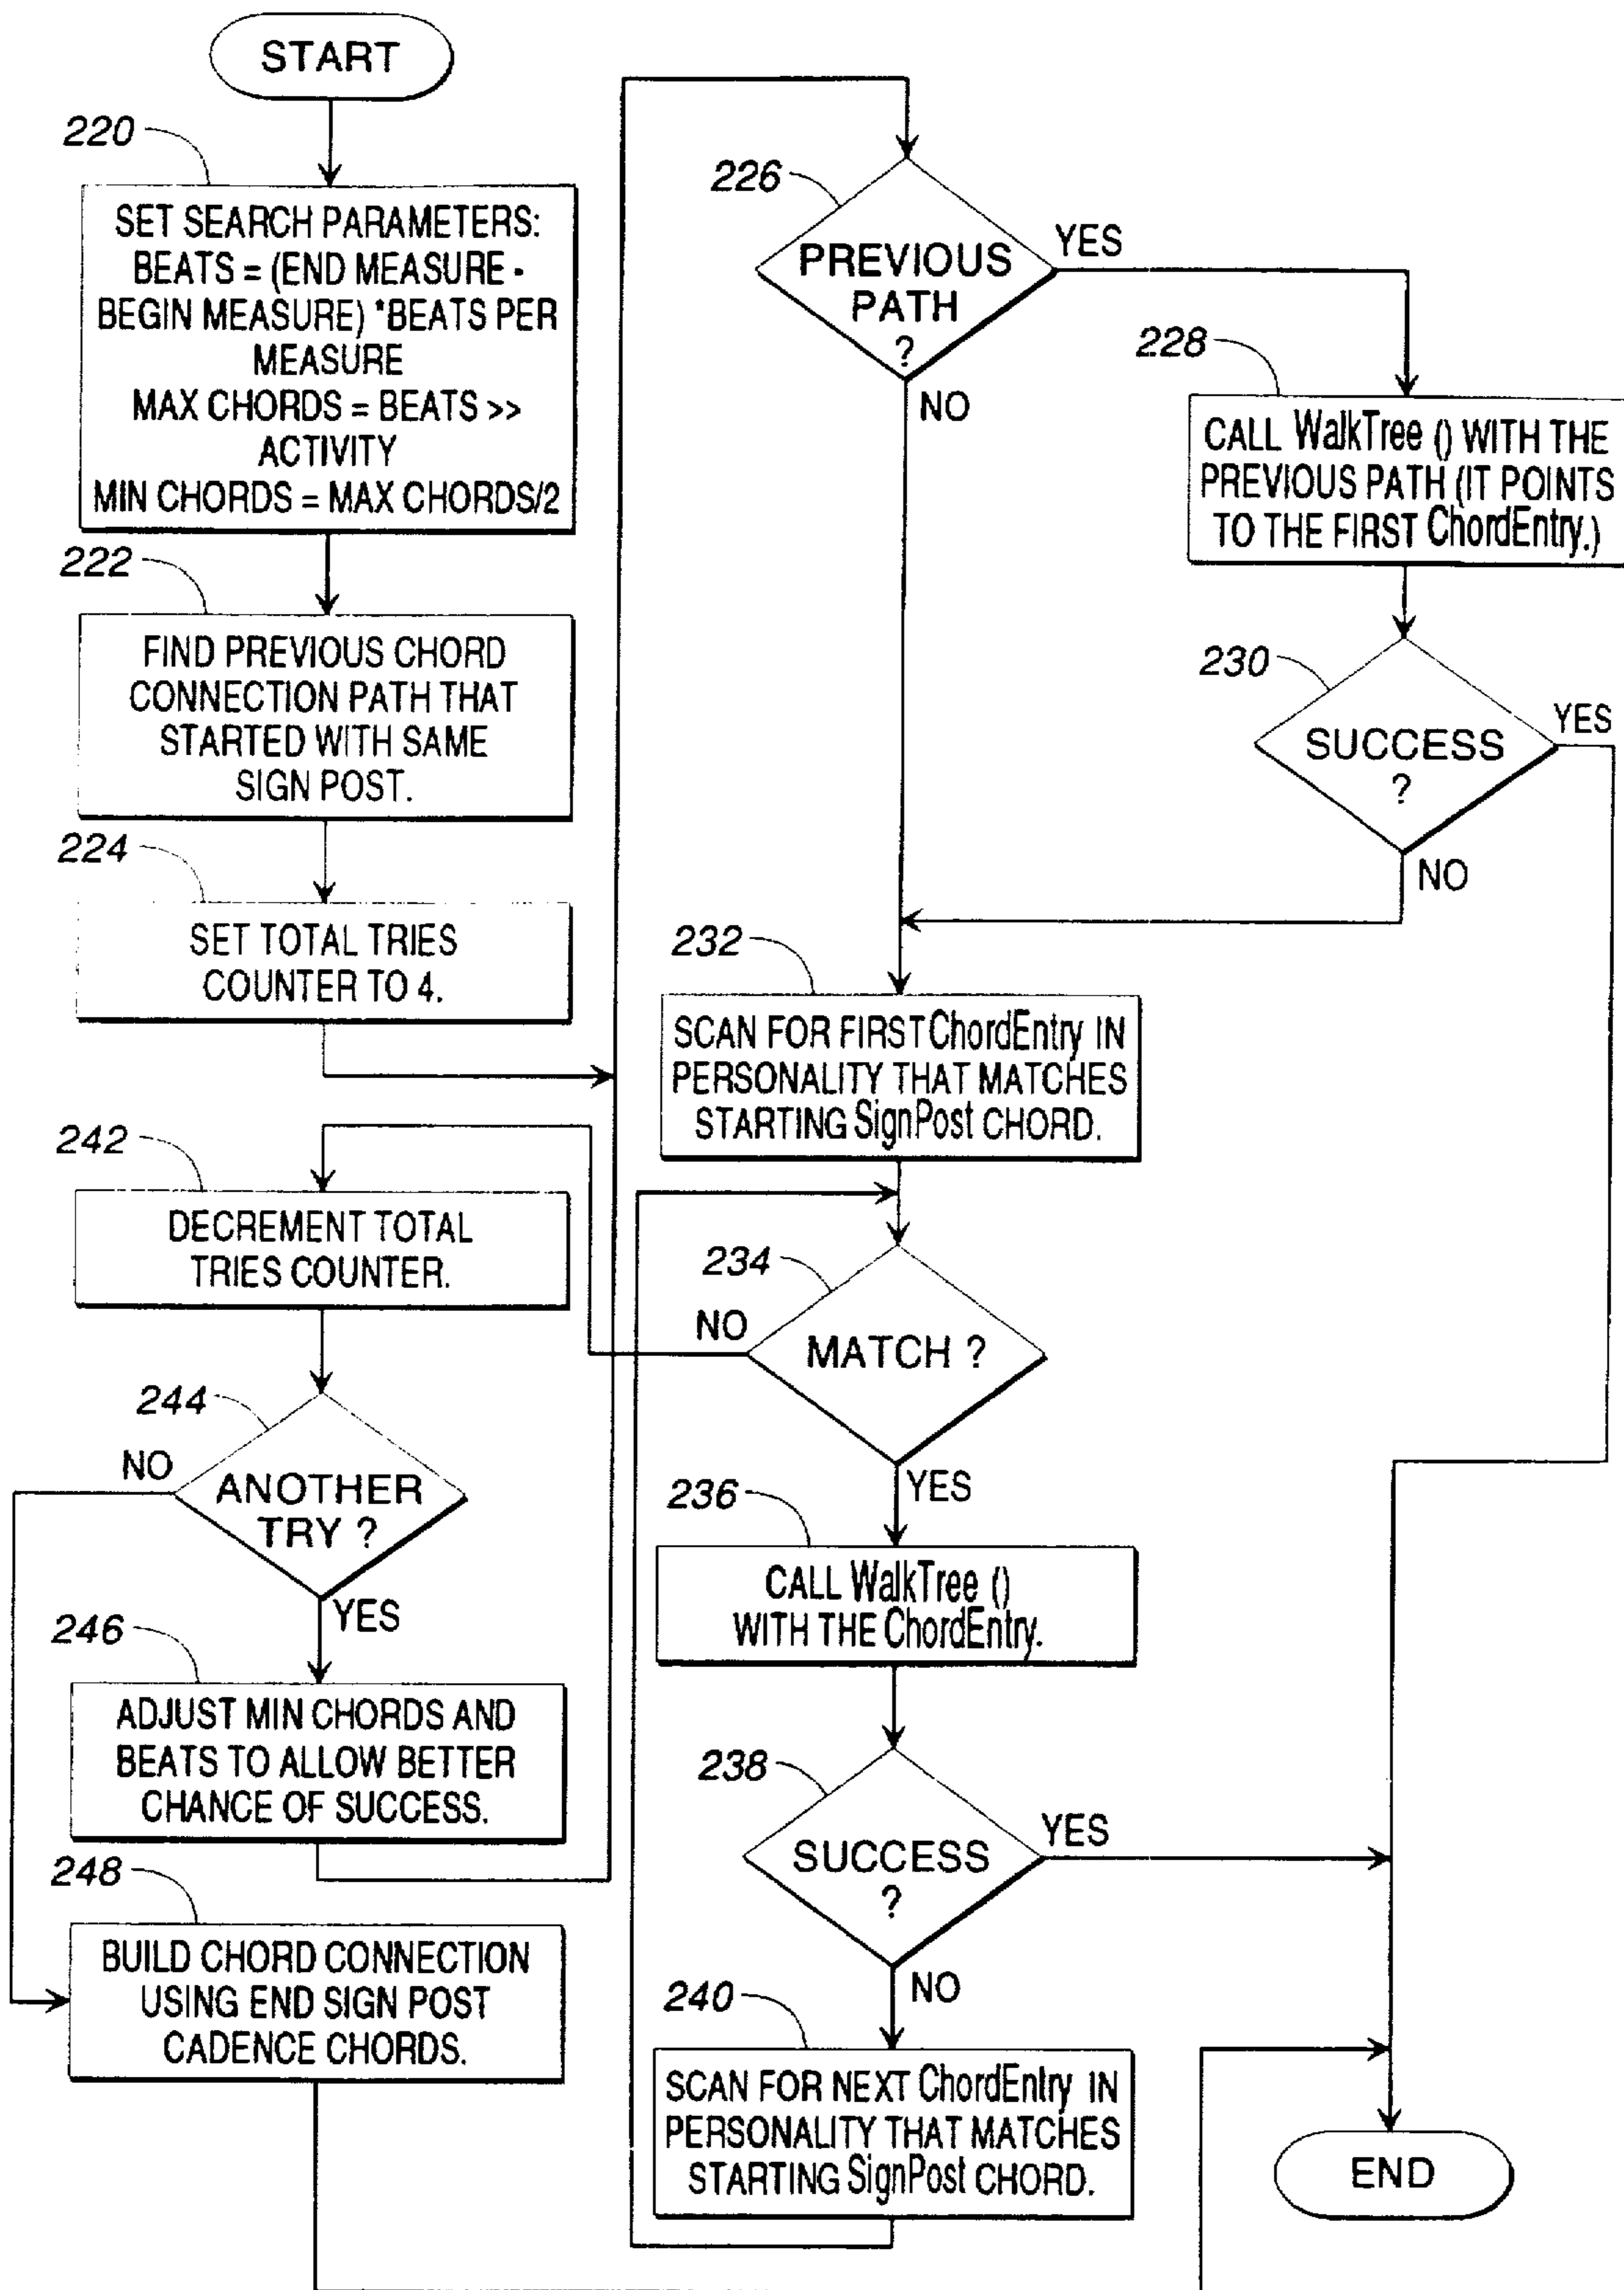 START
220
SET SEARCH PARAMETERS:
BEATS = (END MEASURE -
BEGIN MEASURE) *BEATS PER
MEASURE
MAX CHORDS = BEATS >>
ACTIVITY
MIN CHORDS = MAX CHORDS/2
222
FIND PREVIOUS CHORD
CONNECTION PATH THAT
STARTED WITH SAME
SIGN POST.
224
SET TOTAL TRIES
COUNTER TO 4.
226
PREVIOUS
PATH
?
YES
NO
228
CALL WalkTree () WITH THE
PREVIOUS PATH (IT POINTS
TO THE FIRST ChordEntry.)
230
SUCCESS
?
YES
NO
232
SCAN FOR FIRST ChordEntry IN
PERSONALITY THAT MATCHES
STARTING SignPost CHORD.
234
MATCH ?
NO
YES
236
CALL WalkTree ()
WITH THE ChordEntry.
238
SUCCESS
?
YES
NO
240
SCAN FOR NEXT ChordEntry IN
PERSONALITY THAT MATCHES
STARTING SignPost CHORD.
242
DECREMENT TOTAL
TRIES COUNTER.
244
ANOTHER
TRY ?
NO
YES
246
ADJUST MIN CHORDS AND
BEATS TO ALLOW BETTER
CHANCE OF SUCCESS.
248
BUILD CHORD CONNECTION
USING END SIGN POST
CADENCE CHORDS.
END